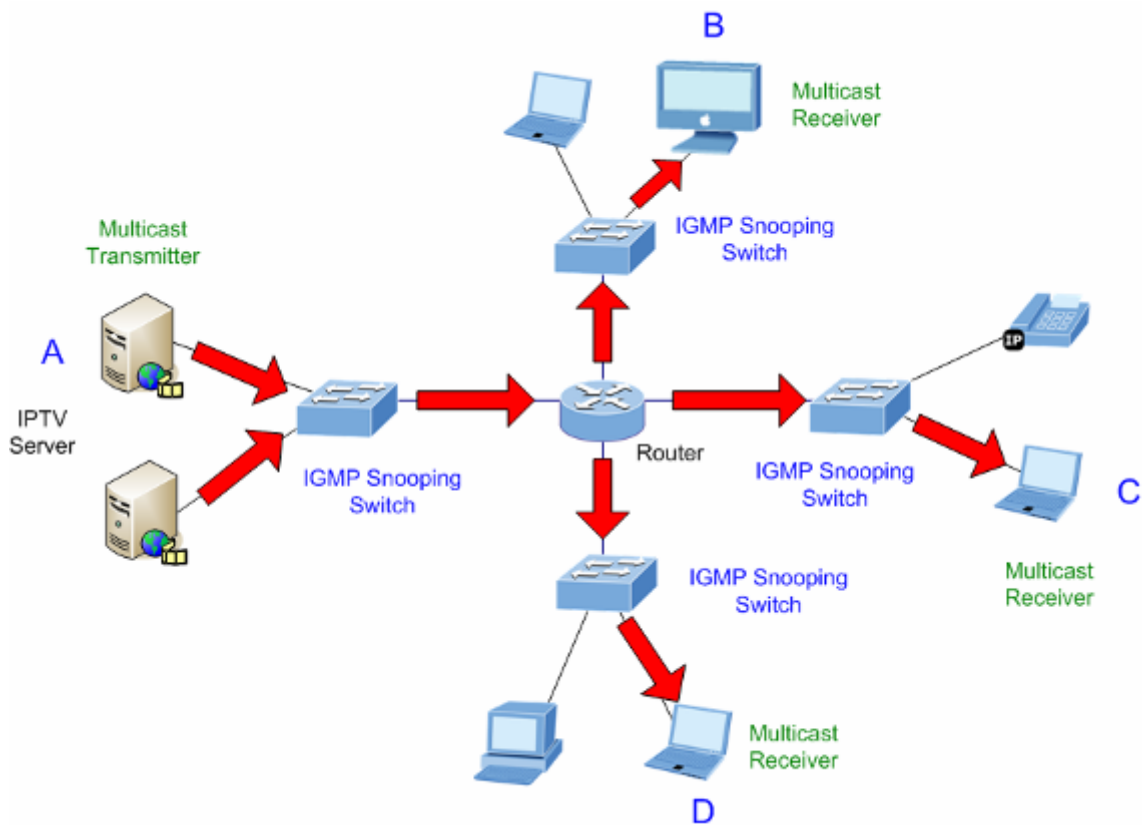 B
Multicast
Receiver
IGMP Snooping
Switch
Multicast
Transmitter
A
IPTV
Server
IGMP Snooping
Switch
Router
IP
IGMP Snooping
Switch
C
Multicast
Receiver
IGMP Snooping
Switch
Multicast
Receiver
D